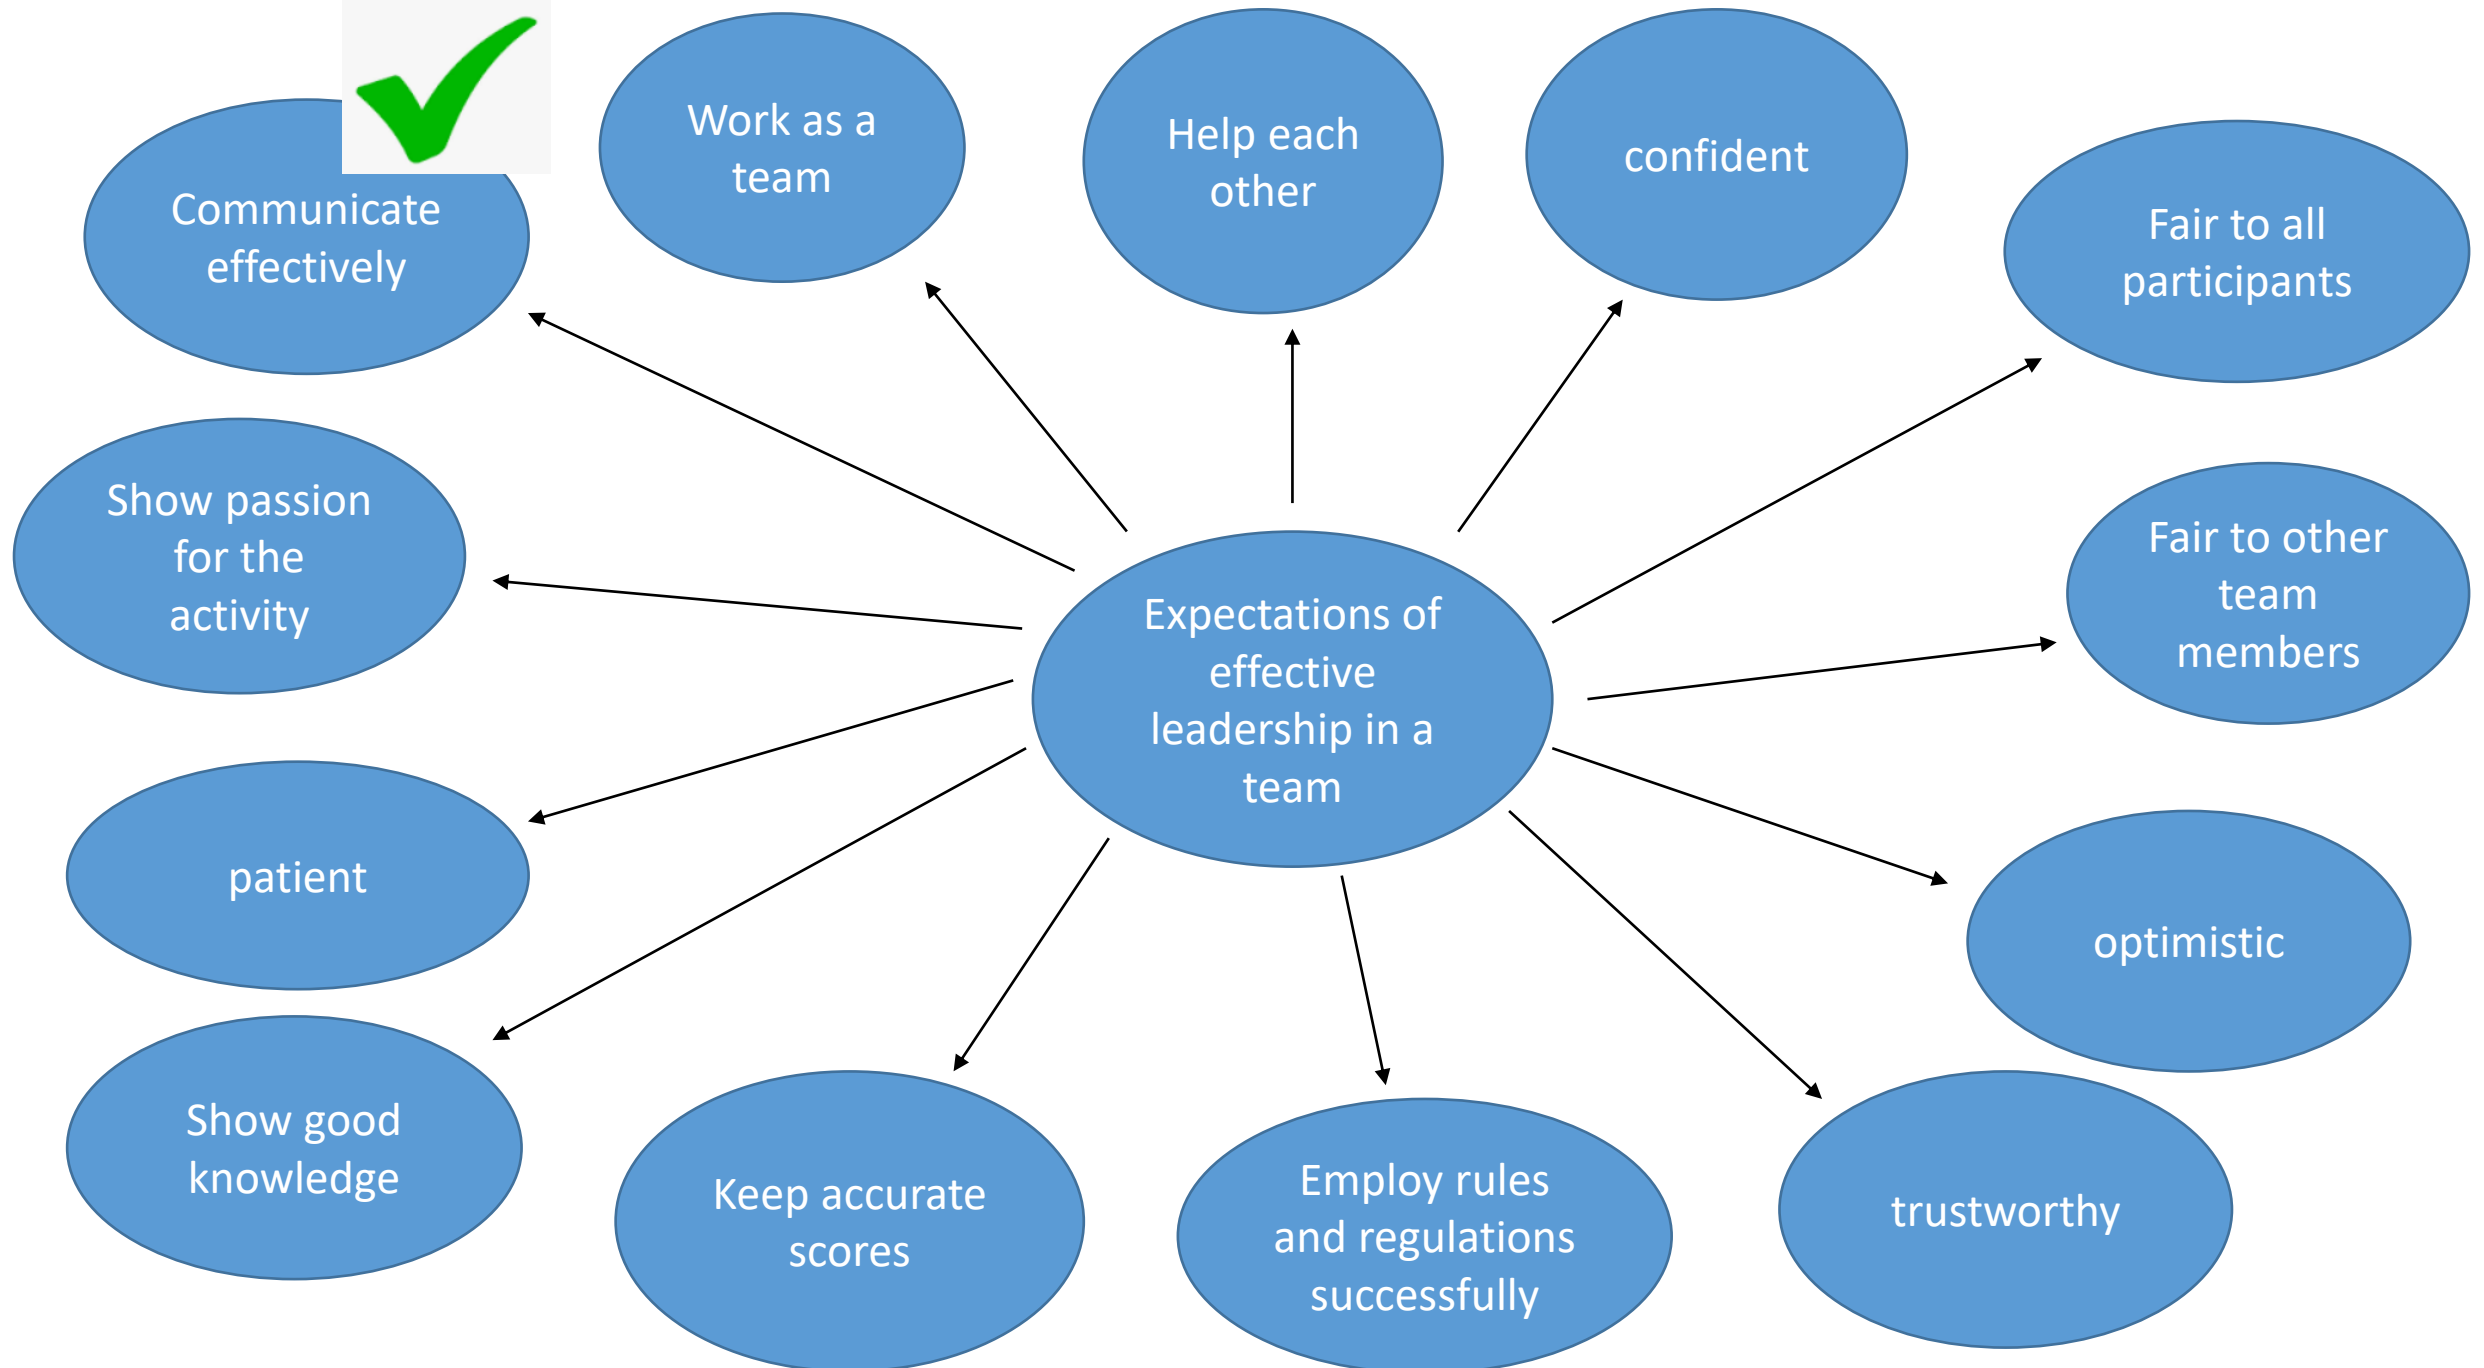 Communicate
effectively
Work as a
team
Help each
other
confident
Fair to all
participants
Show passion
for the
activity
Expectations of
effective
leadership in a
team
Fair to other
team
members
patient
optimistic
Show good
knowledge
Keep accurate
scores
Employ rules
and regulations
successfully
trustworthy